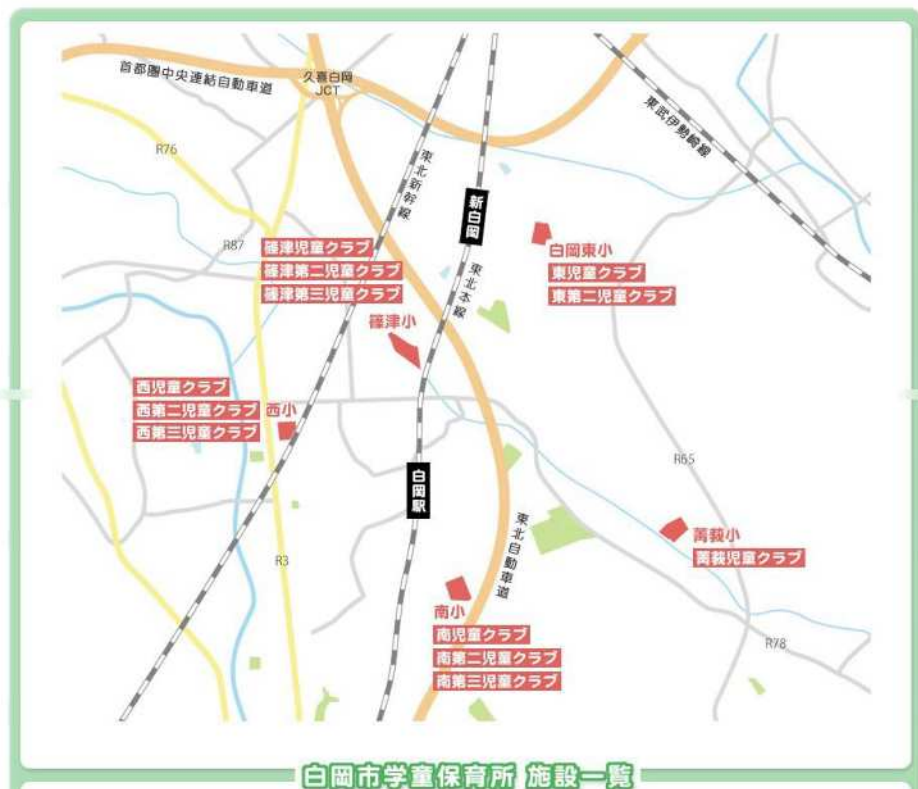 首都圏中央連結自動車道
久喜白岡
JCT
東武伊勢崎線
R76
東北新幹線
新白岡
R87
篠津児童クラブ
篠津第二児童クラブ
篠津第三児童クラブ
白岡東小
東児童クラブ
東第二児童クラブ
東北本線
篠津小
西児童クラブ
西第二児童クラブ
西第三児童クラブ
西小
白岡駅
R65
東北自動車道
菁莪小
菁莪児童クラブ
R3
南小
南児童クラブ
南第二児童クラブ
南第三児童クラブ
R78
白岡市学童保育所 施設一覧